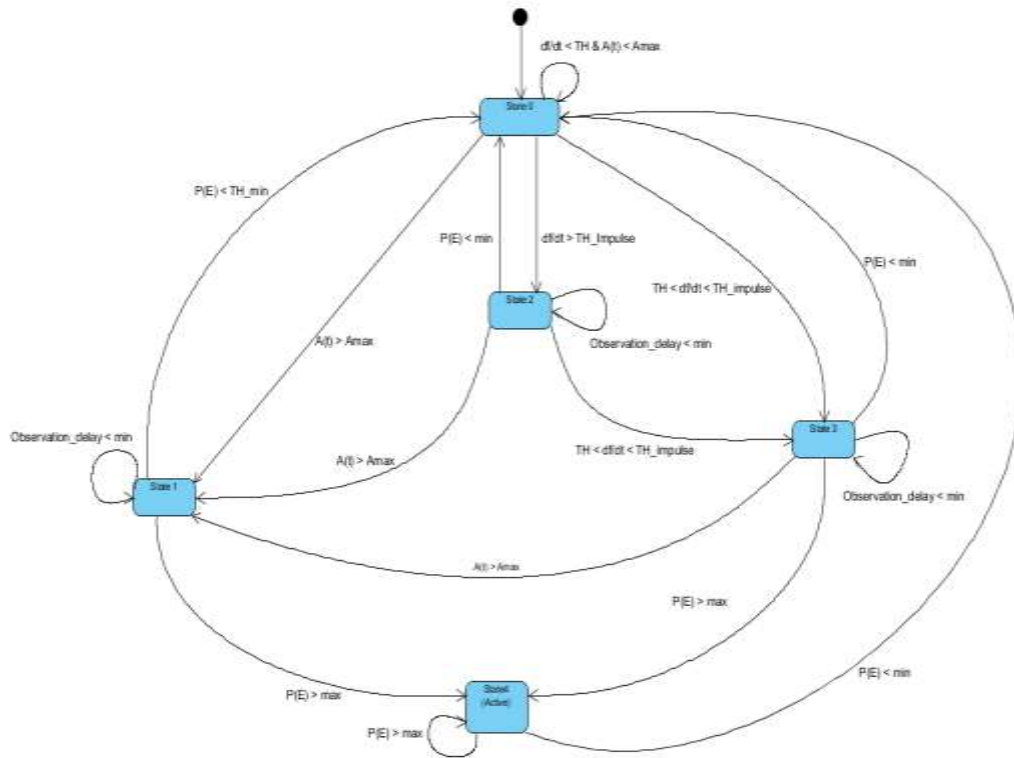 df/dt < TH & A(t) < Amax
State 0
P(E) < TH_min
P(E) < min
df/dt > TH_Impulse
P(E) < min
TH < df/dt < TH_impulse
State 2
A(t) > Amax
Observation_delay < min
State 3
Observation_delay < min
A(t) > Amax
TH < df/dt < TH_impulse
State 1
Observation_delay < min
A(t) > Amax
P(E) > max
P(E) < min
State4
(Active)
P(E) > max
P(E) > max